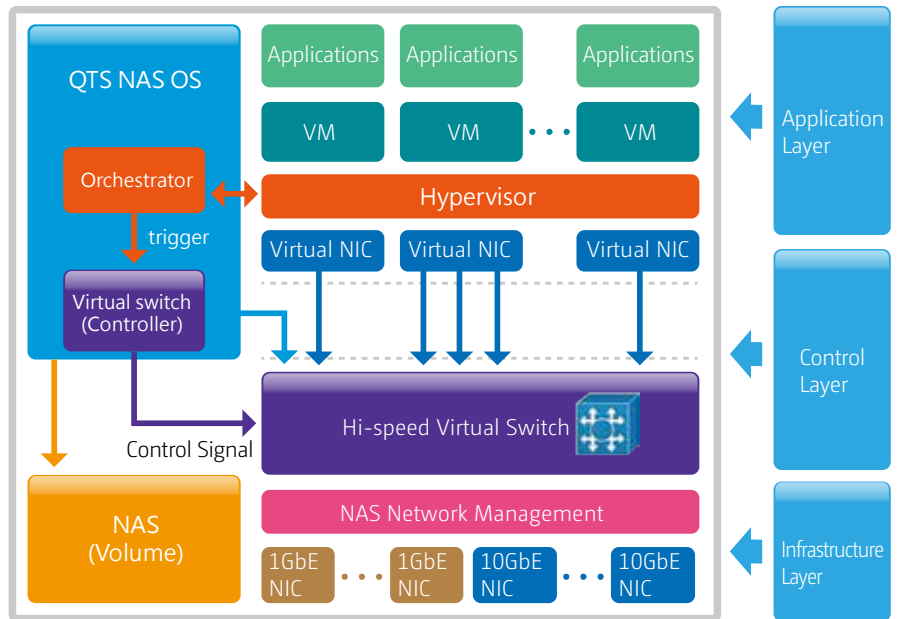 QTS NAS OS
Orchestrator
trigger
Virtual switch
(Controller)
Control Signal
NAS
(Volume)
Applications
Applications
Applications
VM
VM
VM
Hypervisor
Virtual NIC
Virtual NIC
Virtual NIC
Hi-speed Virtual Switch
NAS Network Management
1GbE
NIC
1GbE
NIC
10GbE
NIC
10GbE
NIC
Application
Layer
Control
Layer
Infrastructure
Layer